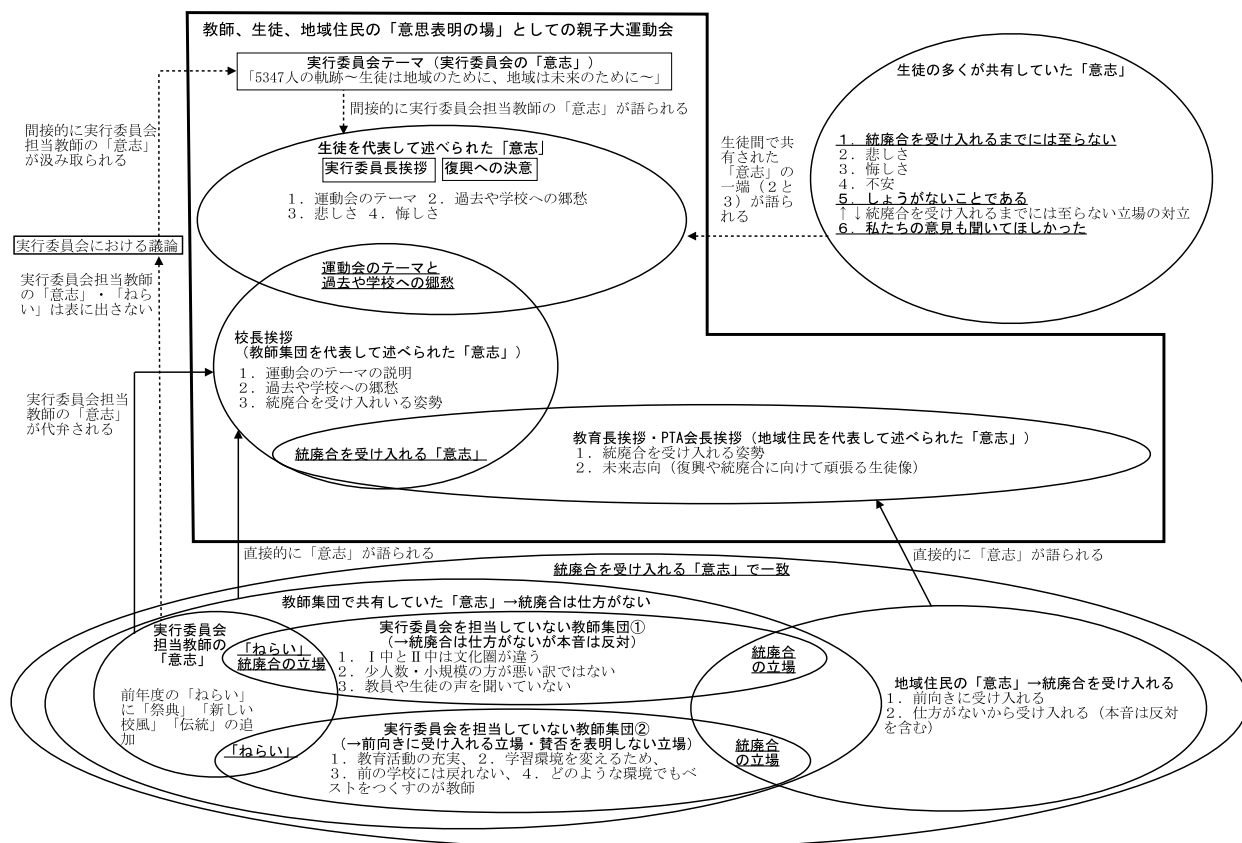 教師、生徒、地域住民の「意思表明の場」としての親子大運動会
実行委員会テーマ（実行委員会の「意志」）
「5347人の軌跡～生徒は地域のために、地域は未来のために～」
間接的に実行委員会担当教師の「意志」が語られる
間接的に実行委員会
担当教師の「意志」
が汲み取られる
生徒を代表して述べられた「意志」
実行委員長挨拶
復興への決意
1．運動会のテーマ 2．過去や学校への郷愁
3．悲しさ 4．悔しさ
生徒間で共
有された
「意志」の
一端（2と
3）が語ら
れる
生徒の多くが共有していた「意志」
1．統廃合を受け入れるまでには至らない
2．悲しさ
3．悔しさ
4．不安
5．しょうがないことである
↑↓統廃合を受け入れるまでには至らない立場の対立
6．私たちの意見も聞いてほしかった
実行委員会における議論
実行委員会担当教師
の「意志」・「ねら
い」は表に出さない
運動会のテーマと
過去や学校への郷愁
校長挨拶
（教師集団を代表して述べられた「意志」）
1．運動会のテーマの説明
2．過去や学校への郷愁
3．統廃合を受け入れいる姿勢
実行委員会担当
教師の「意志」
が代弁される
統廃合を受け入れる「意志」
教育長挨拶・PTA会長挨拶（地域住民を代表して述べられた「意志」）
1．統廃合を受け入れる姿勢
2．未来志向（復興や統廃合に向けて頑張る生徒像）
直接的に「意志」が語られる
直接的に「意志」が語られる
統廃合を受け入れる「意志」で一致
教師集団で共有していた「意志」→統廃合は仕方がない
実行委員会
担当教師の
「意志」
前年度の「ねらい」
に「祭典」「新しい
校風」「伝統」の追
加
「ねらい」
統廃合の立場
実行委員会を担当していない教師集団①
（→統廃合は仕方がないが本音は反対）
1．Ⅰ中とⅡ中は文化圏が違う
2．少人数・小規模の方が悪い訳ではない
3．教員や生徒の声を聞いていない
統廃合
の立場
「ねらい」
実行委員会を担当していない教師集団②
（→前向きに受け入れる立場・賛否を表明しない立場）
1．教育活動の充実、2．学習環境を変えるため、
3．前の学校には戻れない、4．どのような環境でもベ
ストをつくすのが教師
統廃合
の立場
地域住民の「意志」→統廃合を受け入れる
1．前向きに受け入れる
2．仕方がないから受け入れる（本音は反対
を含む）